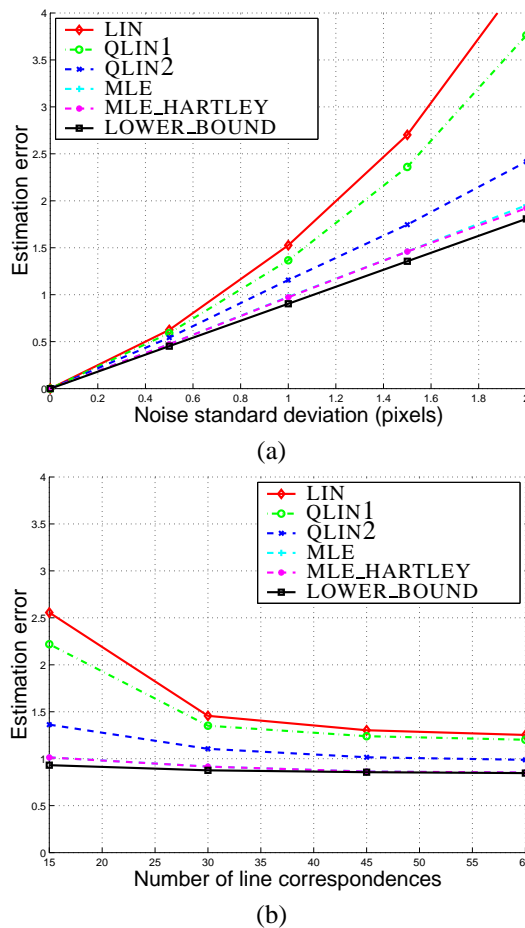 4
3.5
3
2.5
2
1.5
1
0.5
0
LIN
QLIN1
QLIN2
MLE
MLE_HARTLEY
LOWER_BOUND
Estimation error
0 0.2 0.4 0.6 0.8 1 1.2 1.4 1.6 1.8 2
Noise standard deviation (pixels)
(a)
4
3.5
3
2.5
2
1.5
1
0.5
0
LIN
QLIN1
QLIN2
MLE
MLE_HARTLEY
LOWER_BOUND
Estimation error
15 20 25 30 35 40 45 50 55
Number of line correspondences
(b)